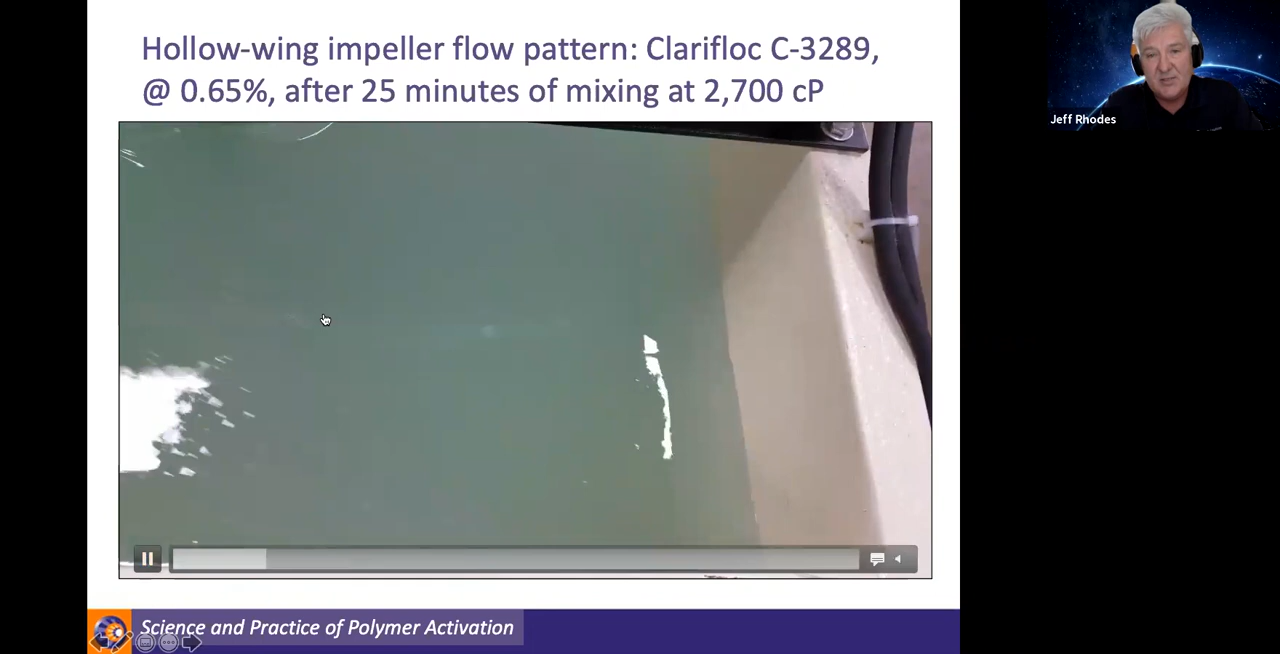 Hollow-wing impeller flow pattern: Clarifloc C-3289,
@ 0.65%, after 25 minutes of mixing at 2,700 cP
Jeff Rhodes
Science and Practice of Polymer Activation